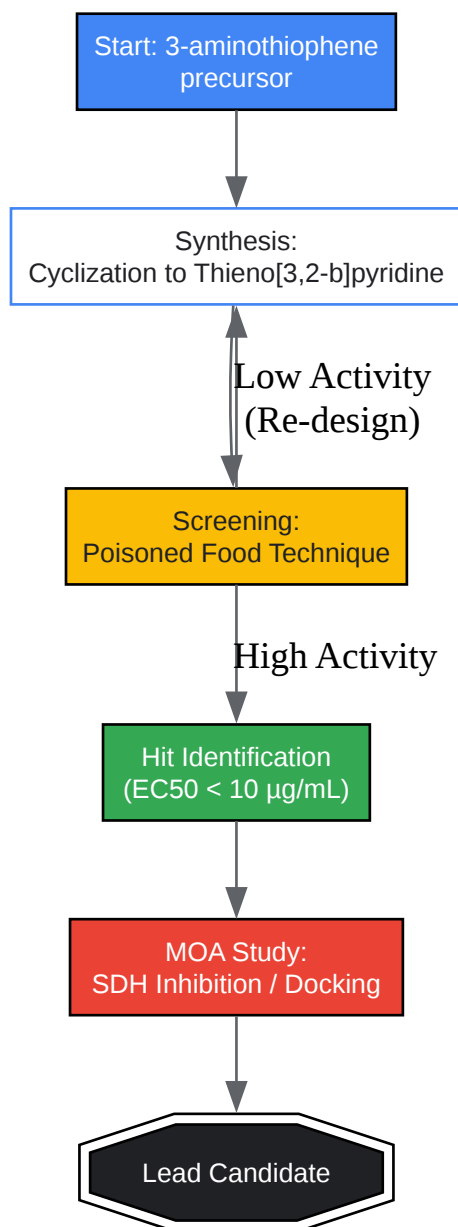 Start: 3-aminothiophene
precursor
Synthesis:
Cyclization to Thieno[3,2-b]pyridine
Low Activity
(Re-design)
Screening:
Poisoned Food Technique
High Activity
Hit Identification
(EC50 < 10 µg/mL)
MOA Study:
SDH Inhibition / Docking
Lead Candidate